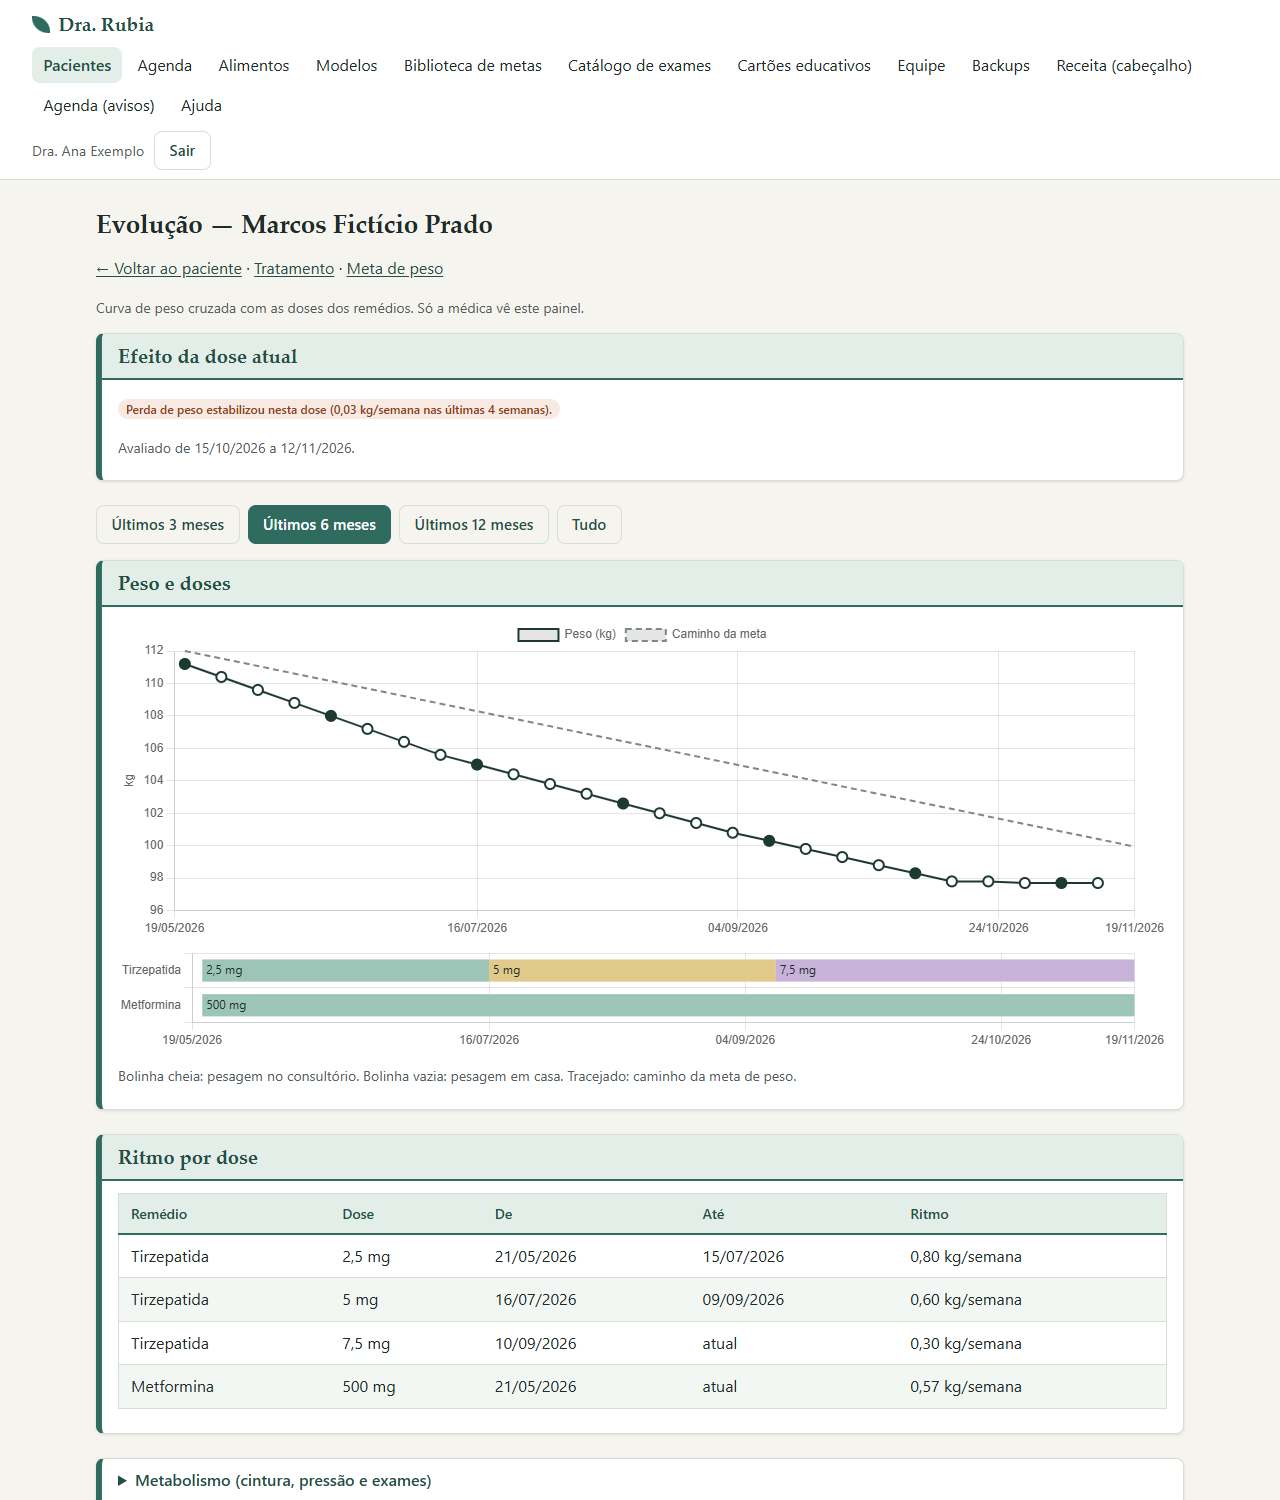 Dra. Rubia
Pacientes Agenda Alimentos Modelos Biblioteca de metas Catálogo de exames Cartões educativos Equipe Backups Receita (cabeçalho)
Agenda (avisos) Ajuda
Dra. Ana Exemplo Sair
Evolução — Marcos Fictício Prado
← Voltar ao paciente · Tratamento · Meta de peso
Curva de peso cruzada com as doses dos remédios. Só a médica vê este painel.
Efeito da dose atual
Perda de peso estabilizou nesta dose (0,03 kg/semana nas últimas 4 semanas).
Avaliado de 15/10/2026 a 12/11/2026.
Últimos 3 meses Últimos 6 meses Últimos 12 meses Tudo
Peso e doses
Peso (kg) Caminho da meta
112
110
108
106
kg 104
102
100
98
96
19/05/2026 16/07/2026 04/09/2026 24/10/2026 19/11/2026
Tirzepatida 2,5 mg 5 mg 7,5 mg
Metformina 500 mg
19/05/2026 16/07/2026 04/09/2026 24/10/2026 19/11/2026
Bolinha cheia: pesagem no consultório. Bolinha vazia: pesagem em casa. Tracejado: caminho da meta de peso.
Ritmo por dose
Remédio Dose De Até Ritmo
Tirzepatida 2,5 mg 21/05/2026 15/07/2026 0,80 kg/semana
Tirzepatida 5 mg 16/07/2026 09/09/2026 0,60 kg/semana
Tirzepatida 7,5 mg 10/09/2026 atual 0,30 kg/semana
Metformina 500 mg 21/05/2026 atual 0,57 kg/semana
Metabolismo (cintura, pressão e exames)